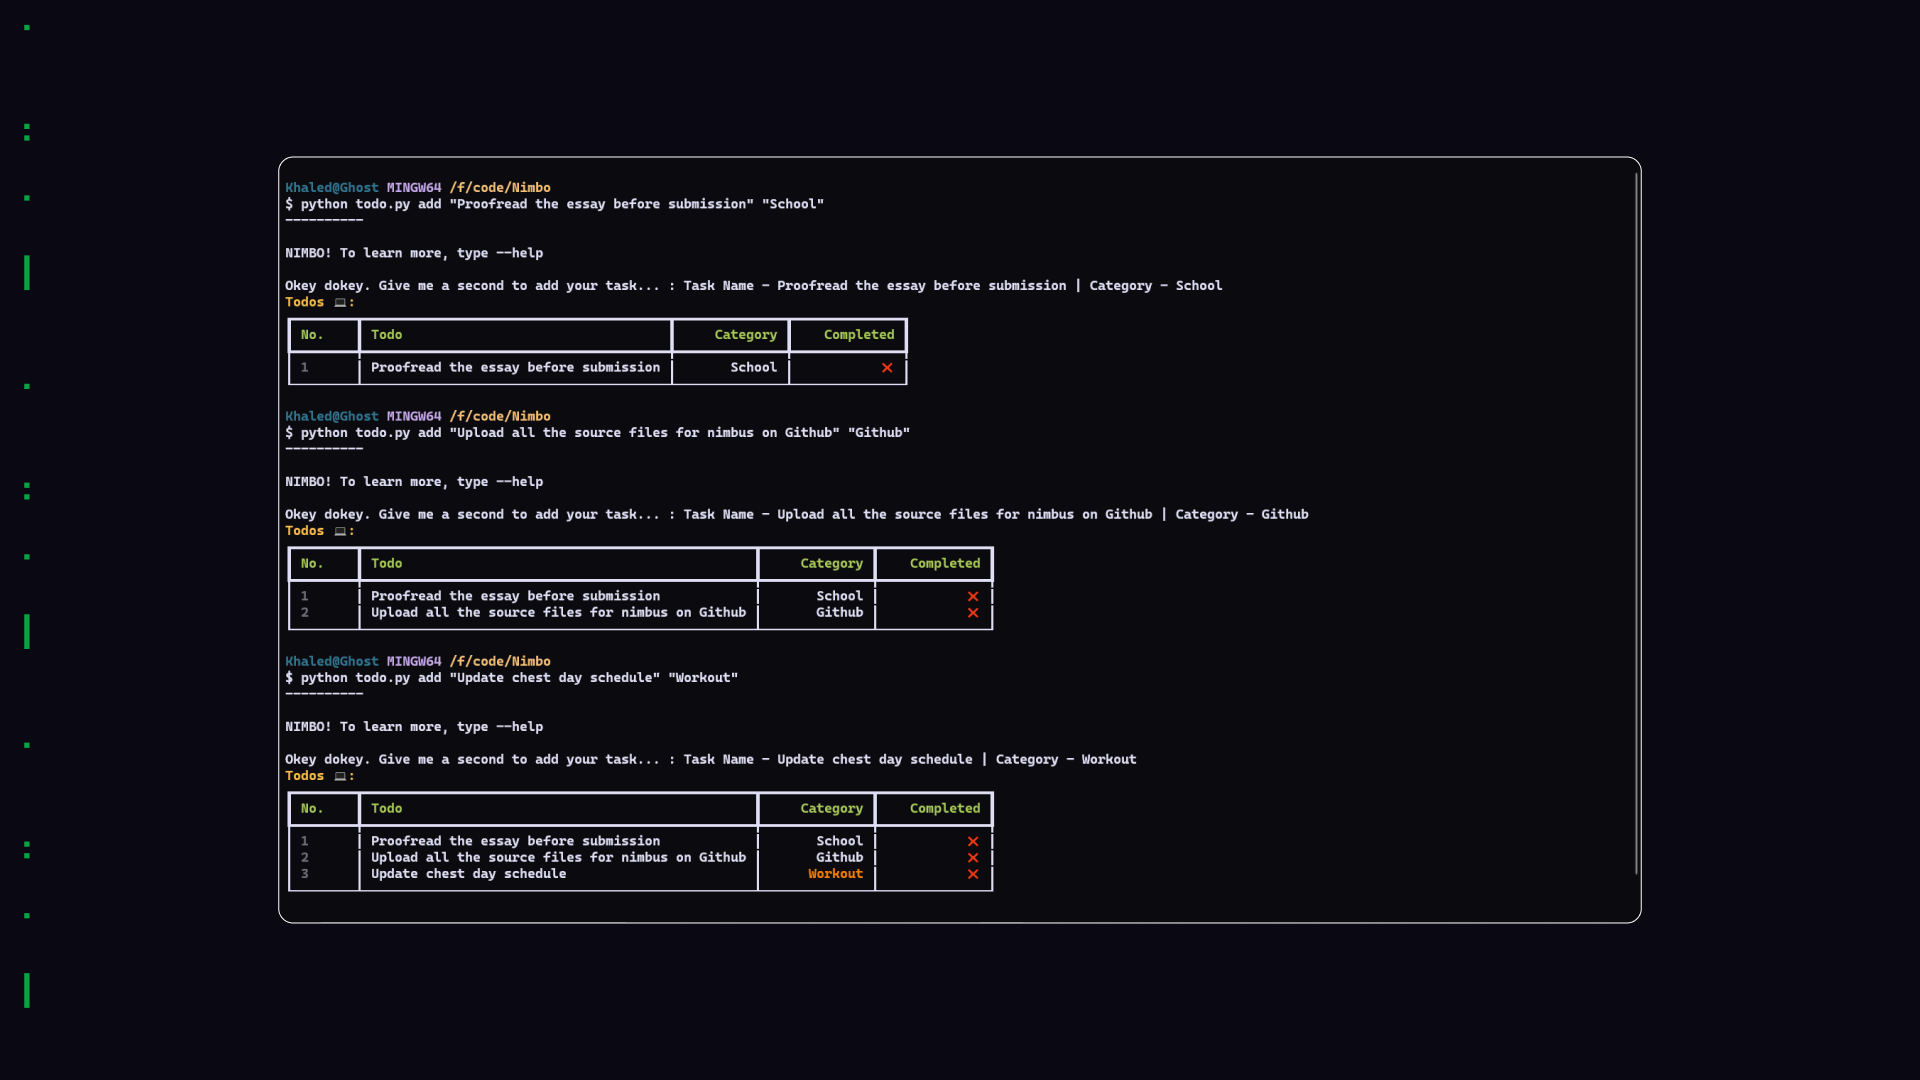 Khaled@Ghost MINGW64 /f/code/Nimbo
$ python todo.py add "Proofread the essay before submission" "School"
----------
NIMBO! To learn more, type --help
Okey dokey. Give me a second to add your task... : Task Name - Proofread the essay before submission | Category - School
Todos 💻:
No. Todo Category Completed
1 Proofread the essay before submission School ❌
Khaled@Ghost MINGW64 /f/code/Nimbo
$ python todo.py add "Upload all the source files for nimbus on Github" "Github"
----------
NIMBO! To learn more, type --help
Okey dokey. Give me a second to add your task... : Task Name - Upload all the source files for nimbus on Github | Category - Github
Todos 💻:
No. Todo Category Completed
1 Proofread the essay before submission School ❌
2 Upload all the source files for nimbus on Github Github ❌
Khaled@Ghost MINGW64 /f/code/Nimbo
$ python todo.py add "Update chest day schedule" "Workout"
----------
NIMBO! To learn more, type --help
Okey dokey. Give me a second to add your task... : Task Name - Update chest day schedule | Category - Workout
Todos 💻:
No. Todo Category Completed
1 Proofread the essay before submission School ❌
2 Upload all the source files for nimbus on Github Github ❌
3 Update chest day schedule Workout ❌